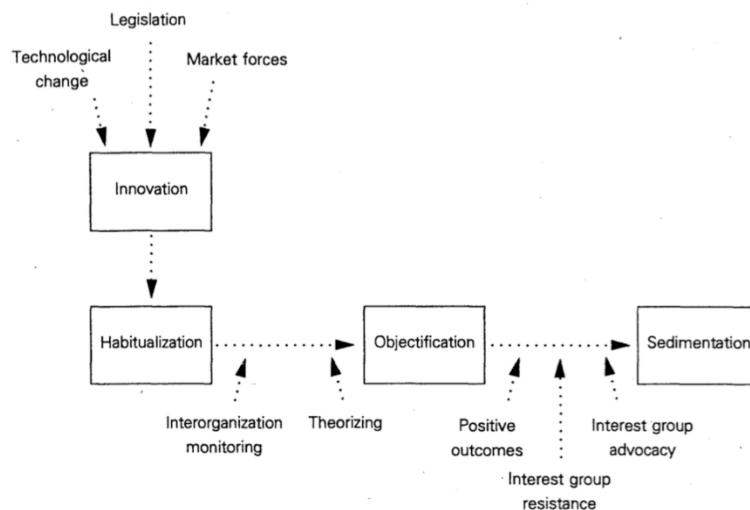 Legislation
Technological
change
Market forces
Innovation
Habitualization
Objectification
Sedimentation
Interorganization
monitoring
Theorizing
Positive
outcomes
Interest group
resistance
Interest group
advocacy